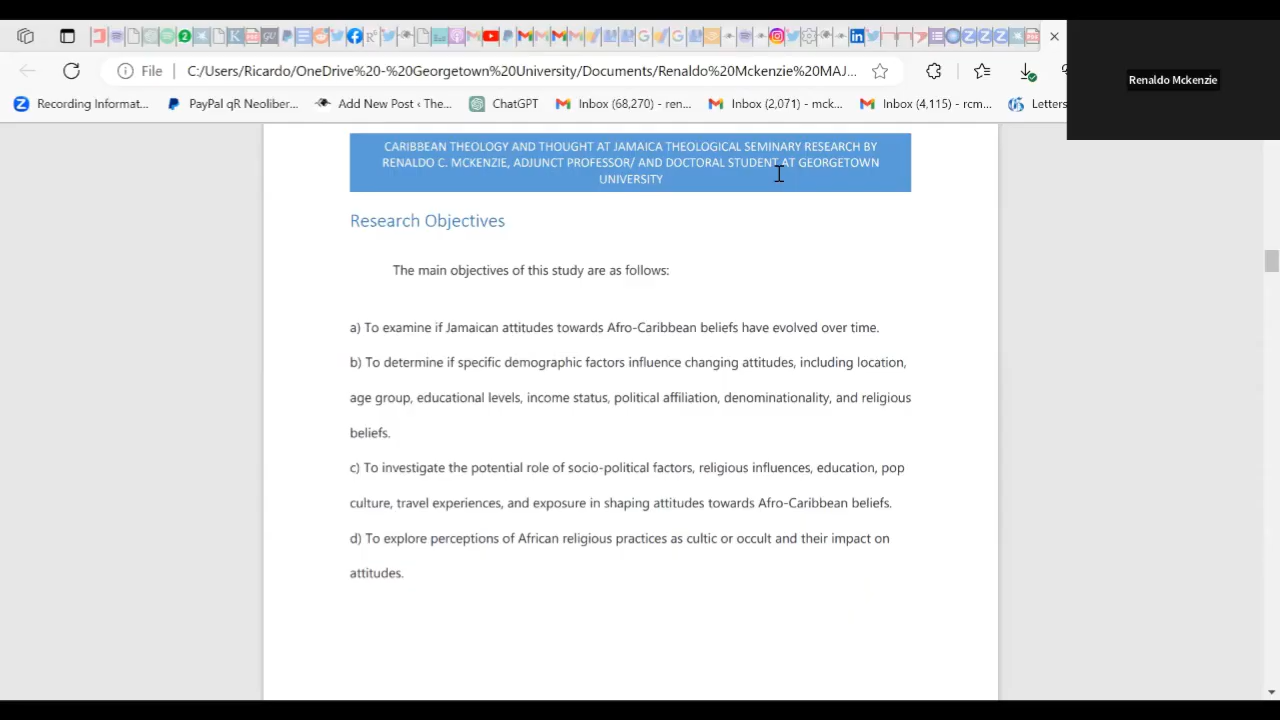 2
File
C:/Users/Ricardo/OneDrive%20-%20Georgetown%20University/Documents/Renaldo%20Mckenzie%20MAJ...
Renaldo Mckenzie
Recording Informat...
PayPal qR Neoliber...
Add New Post ‹ The...
ChatGPT
Inbox (68,270) - ren...
Inbox (2,071) - mck...
Inbox (4,115) - rcm...
Letters
CARIBBEAN THEOLOGY AND THOUGHT AT JAMAICA THEOLOGICAL SEMINARY RESEARCH BY
RENALDO C. MCKENZIE, ADJUNCT PROFESSOR/ AND DOCTORAL STUDENT AT GEORGETOWN
UNIVERSITY
Research Objectives
The main objectives of this study are as follows:
a) To examine if Jamaican attitudes towards Afro-Caribbean beliefs have evolved over time.
b) To determine if specific demographic factors influence changing attitudes, including location,
age group, educational levels, income status, political affiliation, denominationality, and religious
beliefs.
c) To investigate the potential role of socio-political factors, religious influences, education, pop
culture, travel experiences, and exposure in shaping attitudes towards Afro-Caribbean beliefs.
d) To explore perceptions of African religious practices as cultic or occult and their impact on
attitudes.